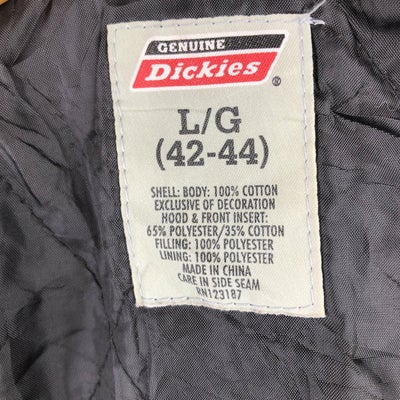 GENUINE
Dickies®
L/G
(42-44)
SHELL: BODY: 100% COTTON
EXCLUSIVE OF DECORATION
HOOD & FRONT INSERT:
65% POLYESTER/35% COTTON
FILLING: 100% POLYESTER
LINING: 100% POLYESTER
MADE IN CHINA
CARE IN SIDE SEAM
RN123187